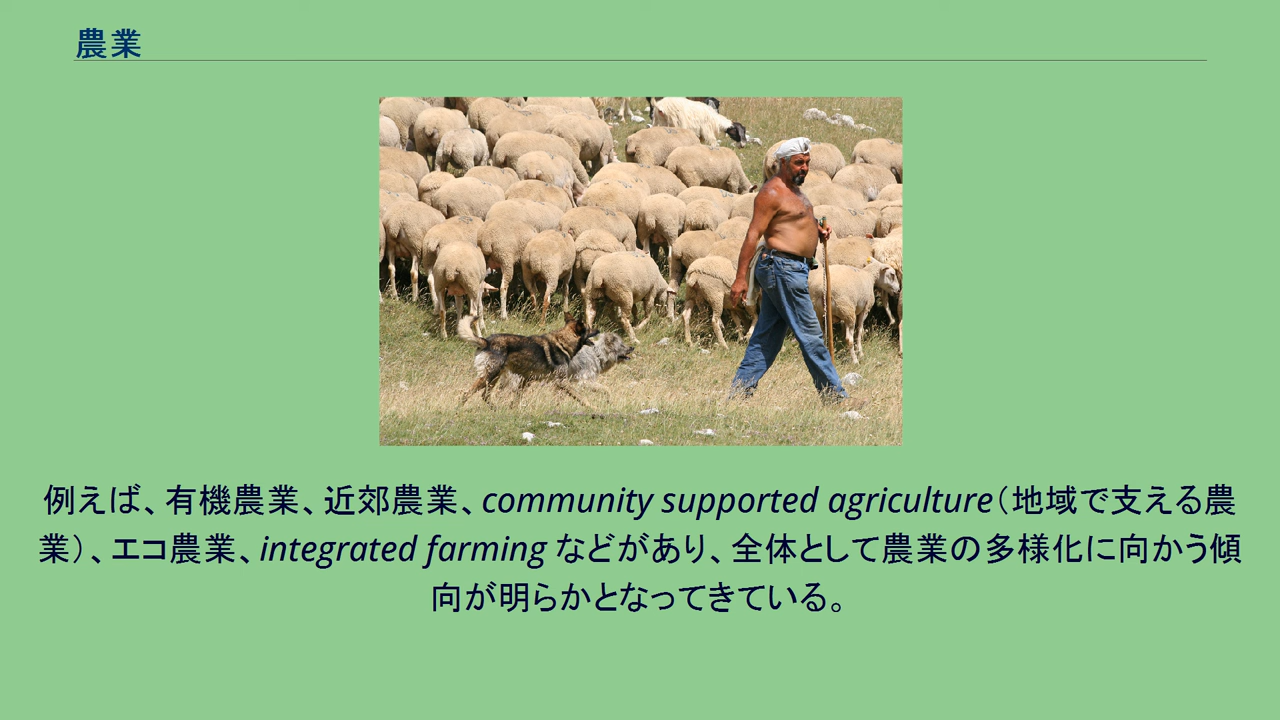 農業
例えば、有機農業、近郊農業、community supported agriculture（地域で支える農
業）、エコ農業、integrated farming などがあり、全体として農業の多様化に向かう傾
向が明らかとなってきている。